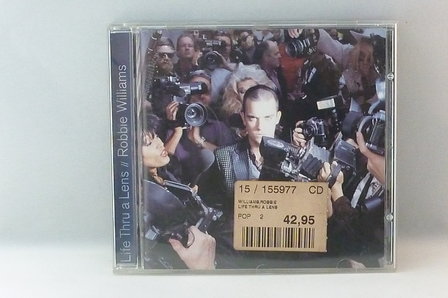 Life Thru a Lens // Robbie Williams
15 / 155977 CD
WILLIAMS,ROBBIE
LIFE THRU A LENS
POP 2 42,95